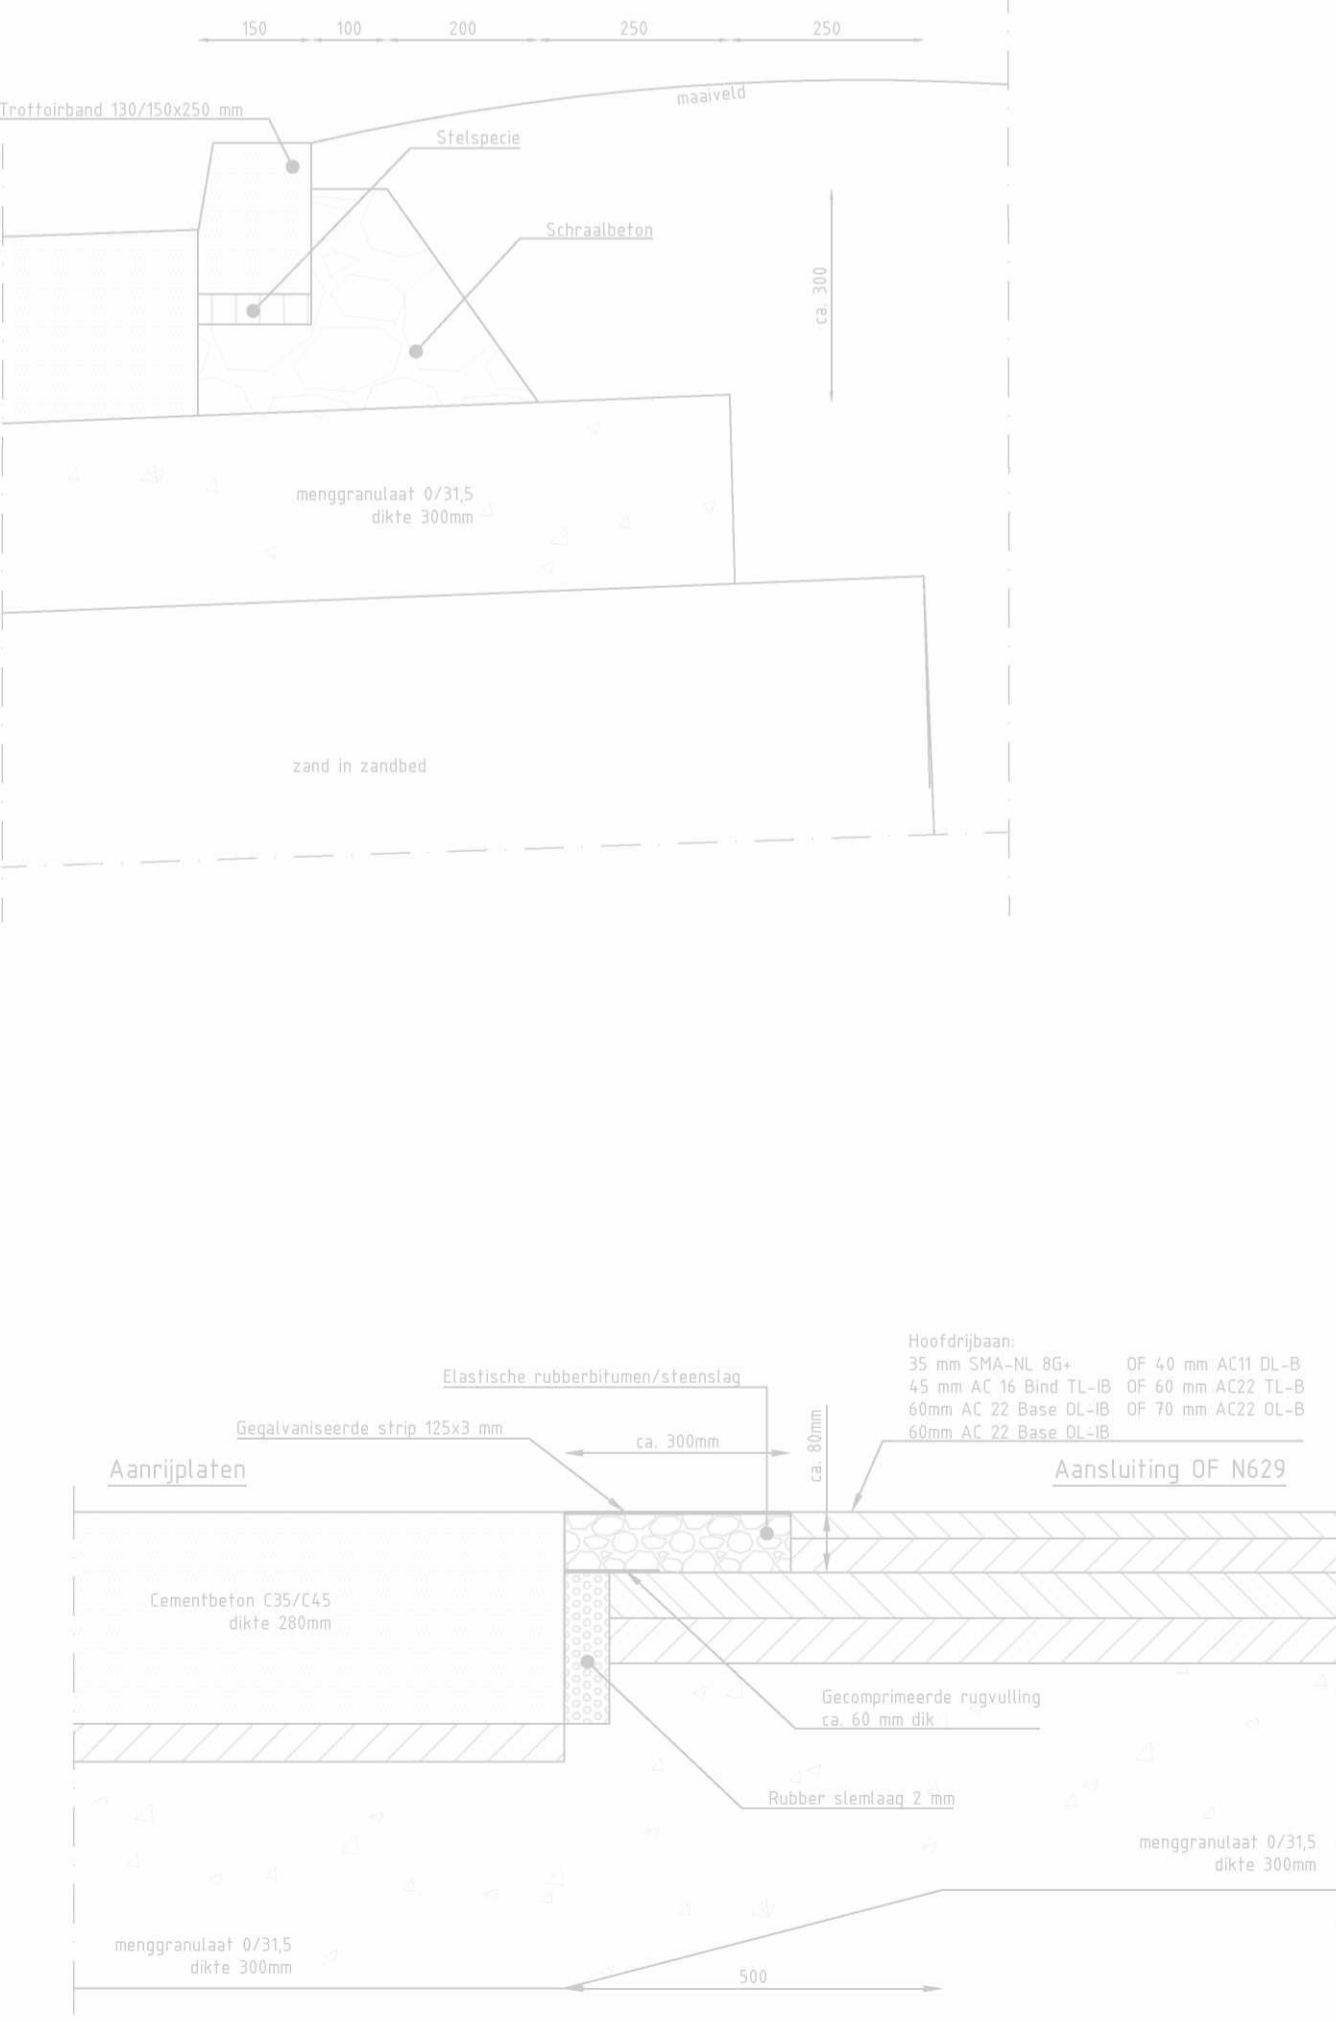 150
100
200
250
250
maaiveld
Trottoirband 130/150x250 mm
Stelspecie
Schraalbeton
ca. 300
menggranulaat 0/31,5
dikte 300mm
zand in zandbed
Hoofdrijbaan:
35 mm SMA-NL 8G+ OF 40 mm AC11 DL-B
45 mm AC 16 Bind TL-IB OF 60 mm AC22 TL-B
60mm AC 22 Base OL-IB OF 70 mm AC22 OL-B
60mm AC 22 Base OL-IB
Elastische rubberbitumen/steenslag
Gegalvaniseerde strip 125x3 mm
ca. 300mm
ca. 80mm
Aanrijplaten
Aansluiting OF N629
Cementbeton C35/C45
dikte 280mm
Gecomprimeerde rugvulling
ca. 60 mm dik
Rubber slemlaag 2 mm
menggranulaat 0/31,5
dikte 300mm
menggranulaat 0/31,5
dikte 300mm
500